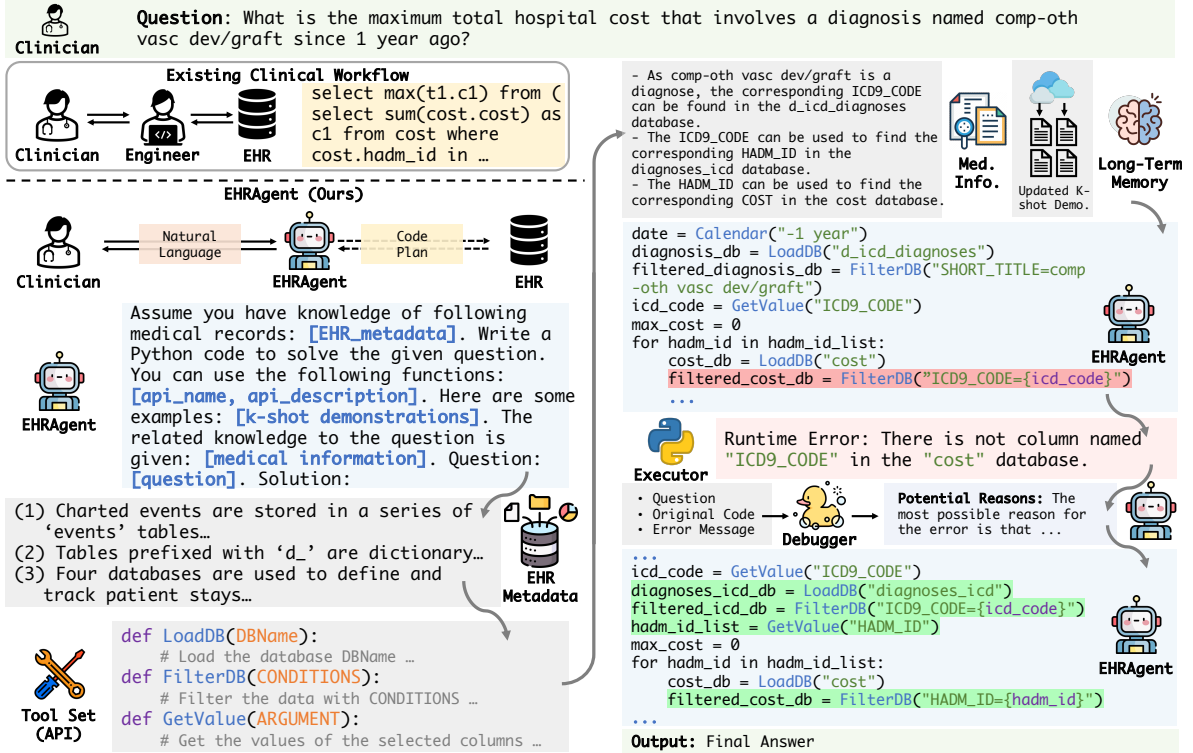 Question: What is the maximum total hospital cost that involves a diagnosis named comp-oth
vasc dev/graft since 1 year ago?
Clinician
Existing Clinical Workflow
Clinician
Engineer
EHR
select max(t1.c1) from (
select sum(cost.cost) as
c1 from cost where
cost.hadm_id in …
EHRAgent (Ours)
Clinician
Natural
Language
EHRAgent
Code
Plan
EHR
EHRAgent
Assume you have knowledge of following
medical records: [EHR_metadata]. Write a
Python code to solve the given question.
You can use the following functions:
[api_name, api_description]. Here are some
examples: [k-shot demonstrations]. The
related knowledge to the question is
given: [medical information]. Question:
[question]. Solution:
(1) Charted events are stored in a series of
‘events’ tables…
(2) Tables prefixed with ‘d_’ are dictionary…
(3) Four databases are used to define and
track patient stays…
EHR
Metadata
Tool Set
(API)
def LoadDB(DBName):
# Load the database DBName …
def FilterDB(CONDITIONS):
# Filter the data with CONDITIONS …
def GetValue(ARGUMENT):
# Get the values of the selected columns …
- As comp-oth vasc dev/graft is a
diagnose, the corresponding ICD9_CODE
can be found in the d_icd_diagnoses
database.
- The ICD9_CODE can be used to find the
corresponding HADM_ID in the
diagnoses_icd database.
- The HADM_ID can be used to find the
corresponding COST in the cost database.
Med.
Info.
Updated K-
shot Demo.
Long-Term
Memory
date = Calendar("-1 year")
diagnosis_db = LoadDB("d_icd_diagnoses")
filtered_diagnosis_db = FilterDB("SHORT_TITLE=comp
-oth vasc dev/graft")
icd_code = GetValue("ICD9_CODE")
max_cost = 0
for hadm_id in hadm_id_list:
cost_db = LoadDB("cost")
filtered_cost_db = FilterDB(”ICD9_CODE={icd_code}")
...
EHRAgent
Executor
Runtime Error: There is not column named
"ICD9_CODE" in the "cost" database.
• Question
• Original Code
• Error Message
Debugger
Potential Reasons: The
most possible reason for
the error is that ...
...
icd_code = GetValue("ICD9_CODE")
diagnoses_icd_db = LoadDB("diagnoses_icd")
filtered_icd_db = FilterDB("ICD9_CODE={icd_code}")
hadm_id_list = GetValue("HADM_ID")
max_cost = 0
for hadm_id in hadm_id_list:
cost_db = LoadDB("cost")
filtered_cost_db = FilterDB("HADM_ID={hadm_id}")
...
EHRAgent
Output: Final Answer